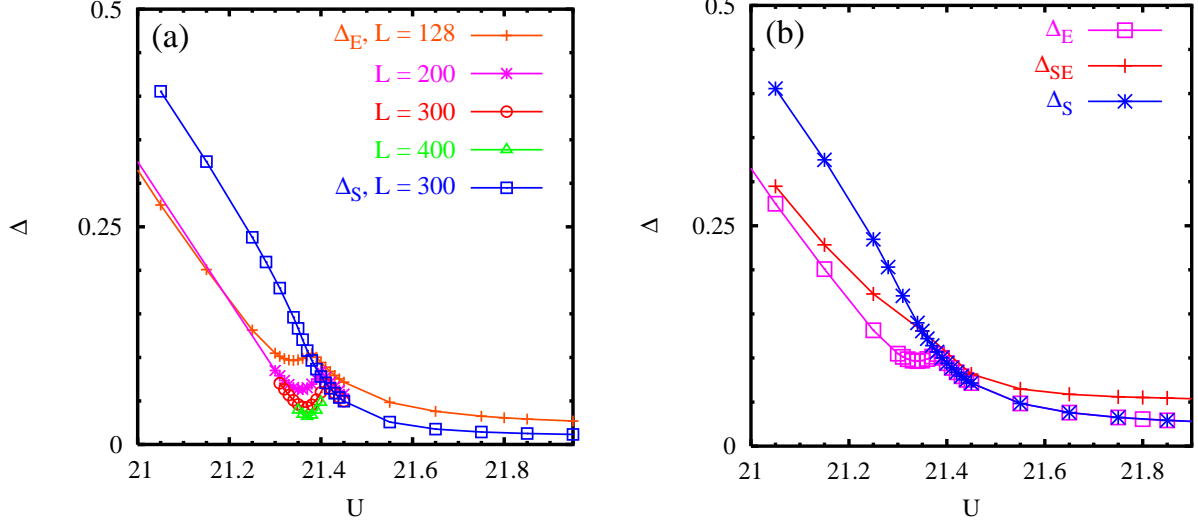 0.5
(a)
Δ_E, L = 128
L = 200
L = 300
L = 400
Δ_S, L = 300
0.25
Δ
0
21
21.2
21.4
21.6
21.8
U
0.5
(b)
Δ_E
Δ_SE
Δ_S
0.25
Δ
0
21
21.2
21.4
21.6
21.8
U